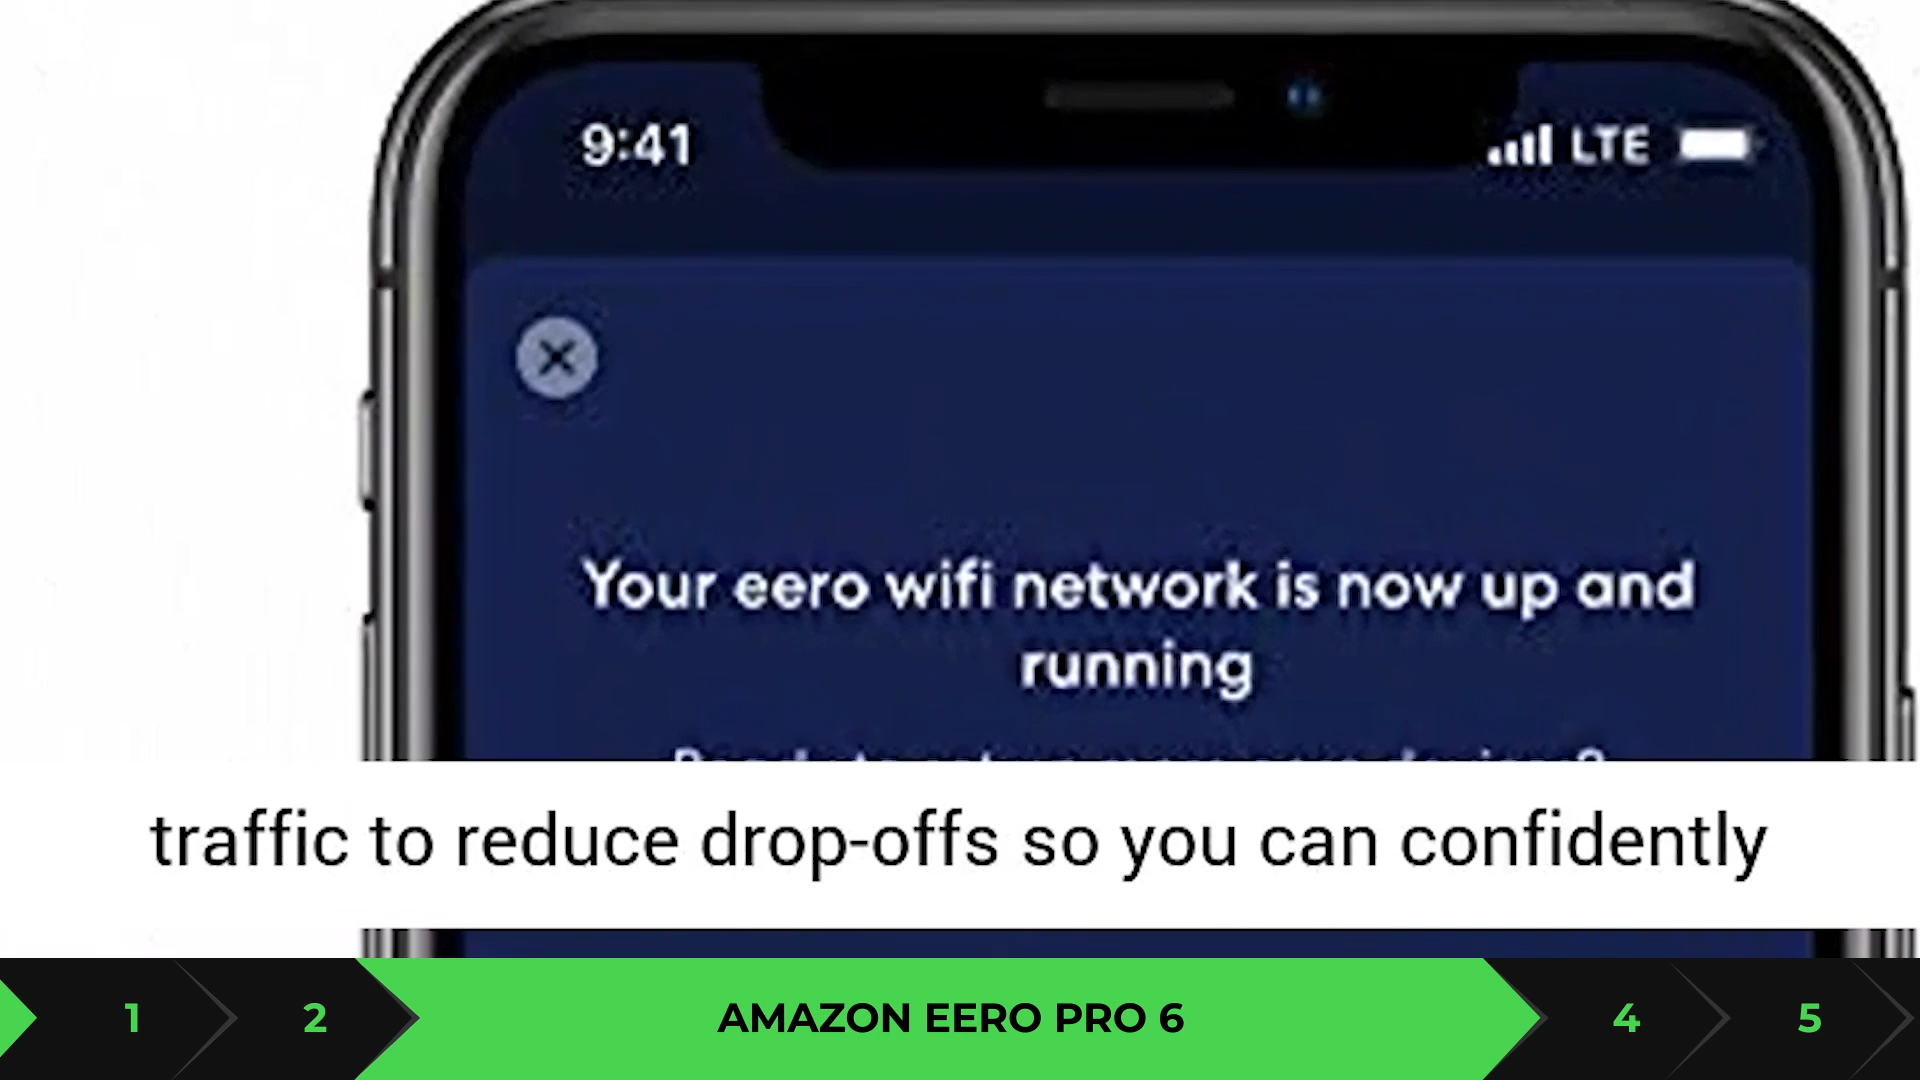 9:41
LTE
Your eero wifi network is now up and
running
traffic to reduce drop-offs so you can confidently
1
2
AMAZON EERO PRO 6
4
5